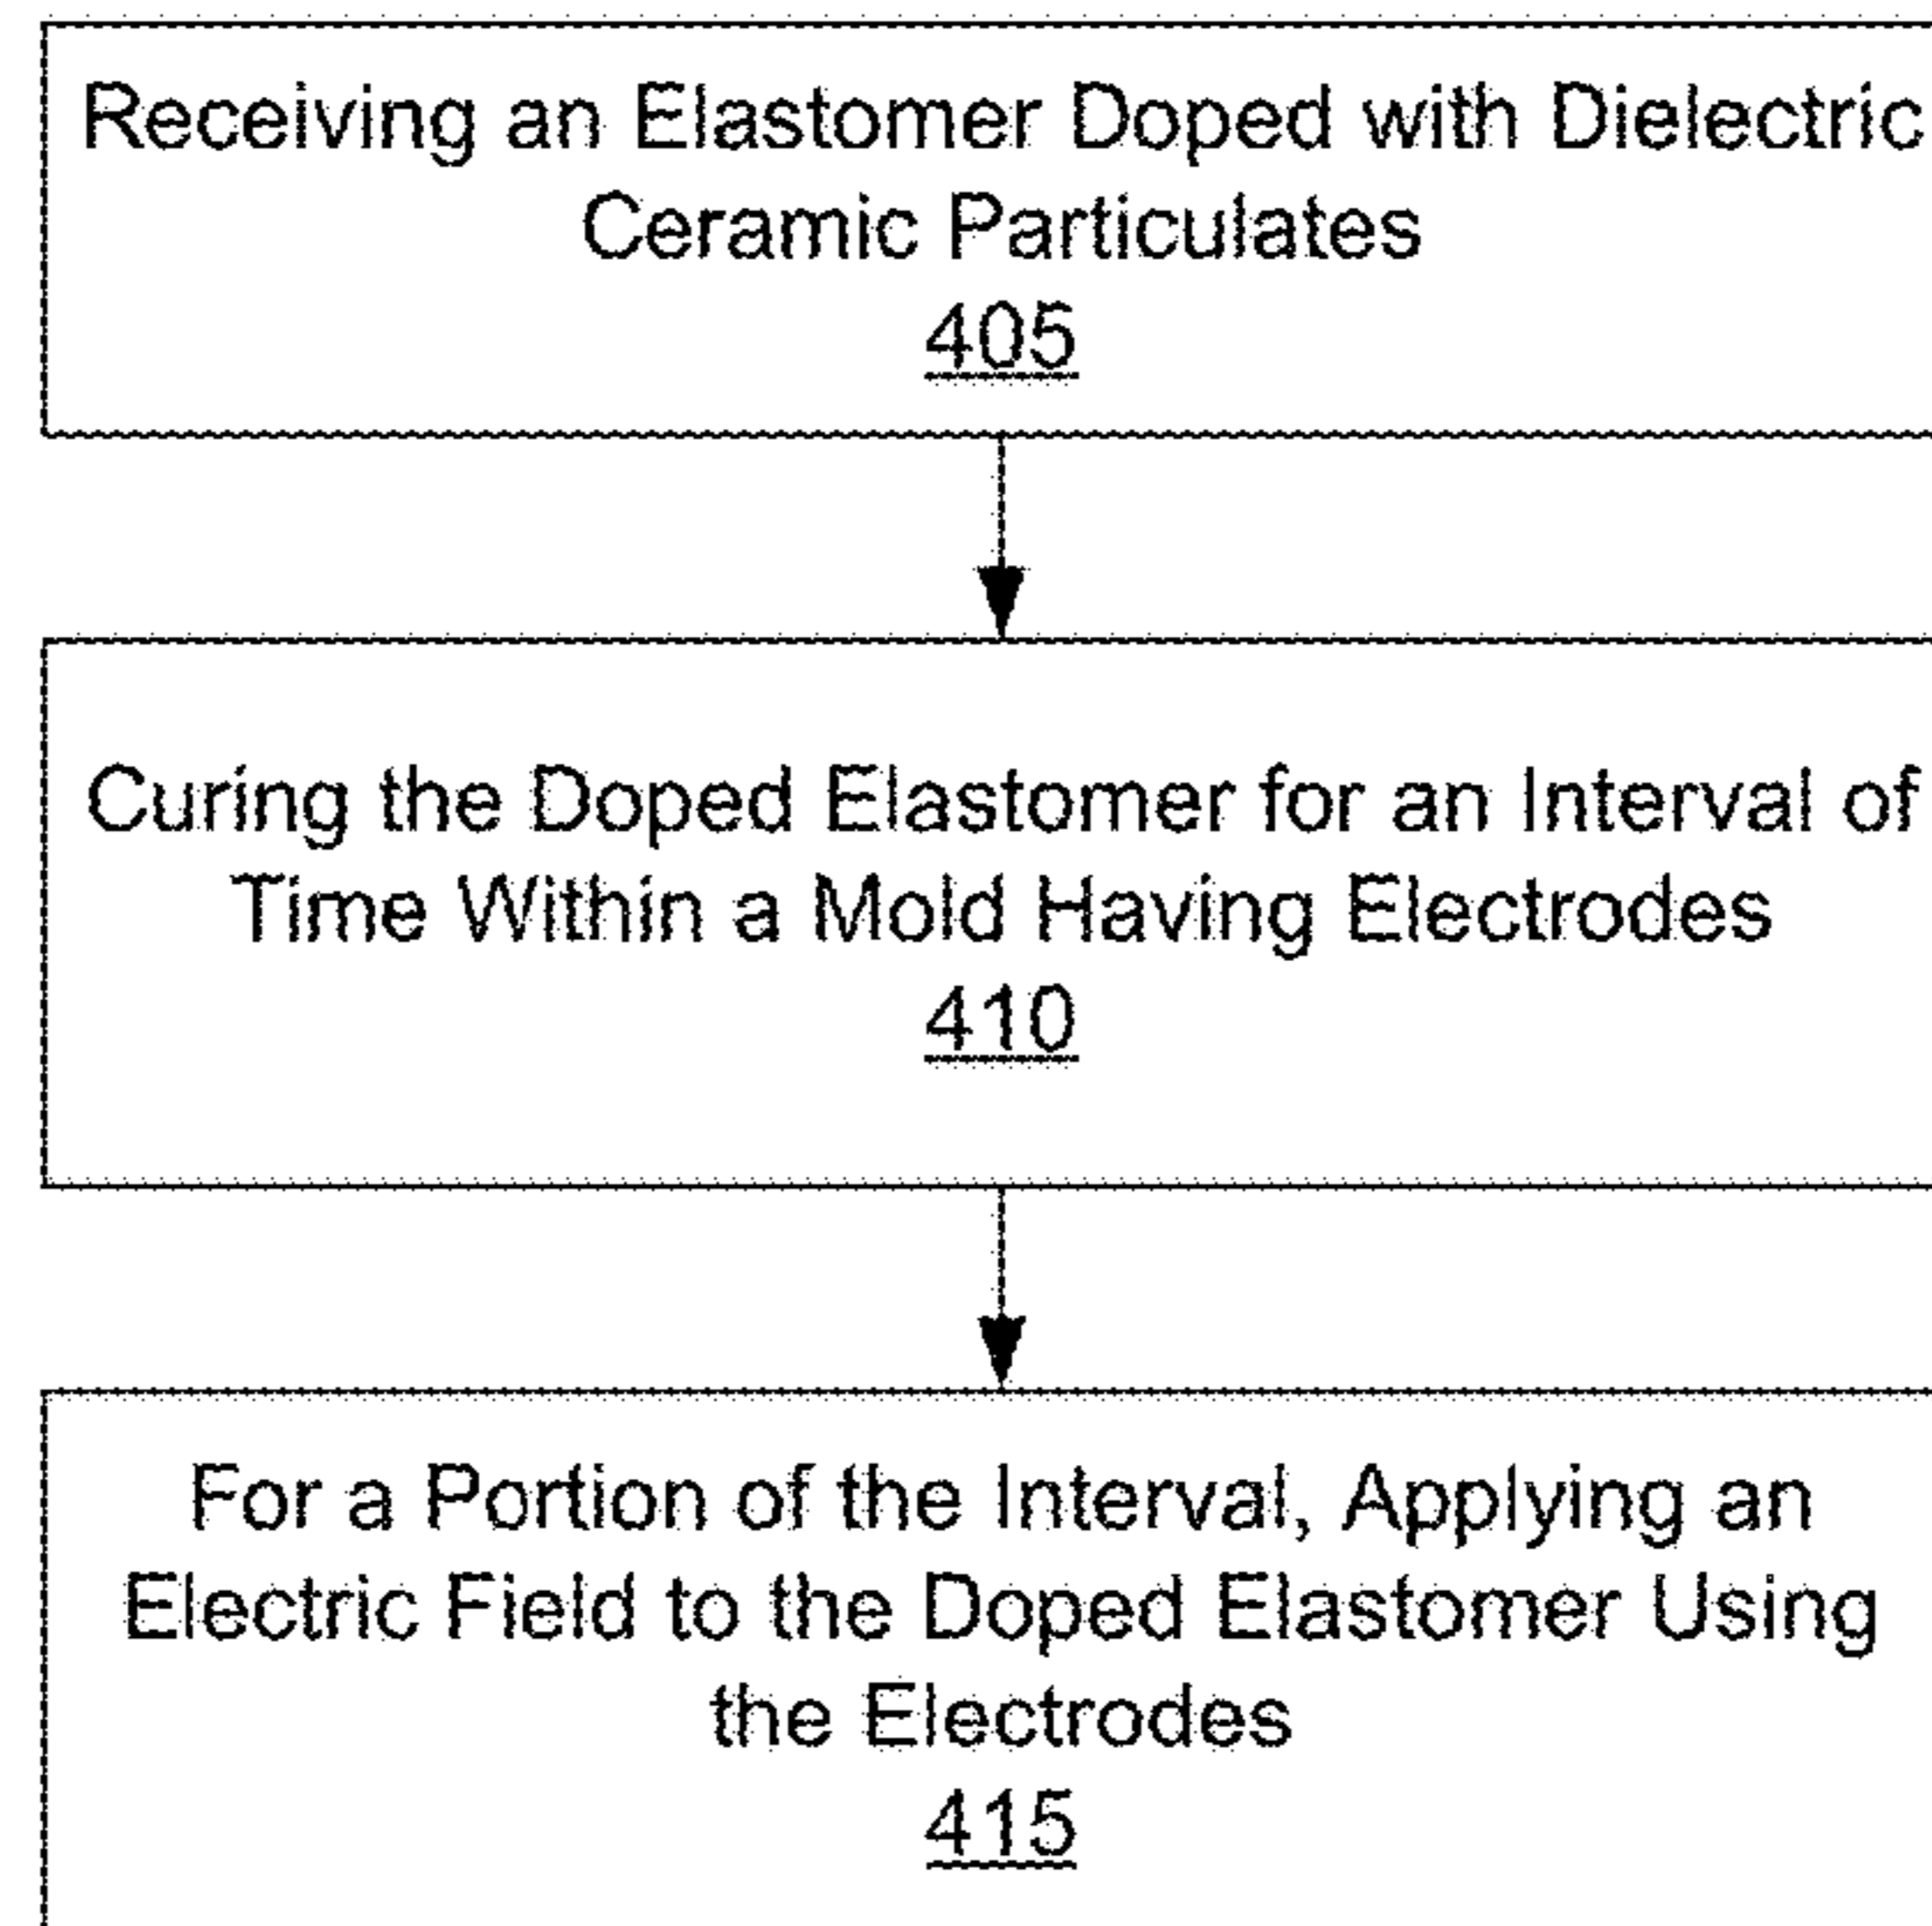 Receiving an Elastomer Doped with Dielectric
Ceramic Particulates
405
Curing the Doped Elastomer for an Interval of
Time Within a Mold Having Electrodes
410
For a Portion of the Interval, Applying an
Electric Field to the Doped Elastomer Using
the Electrodes
415